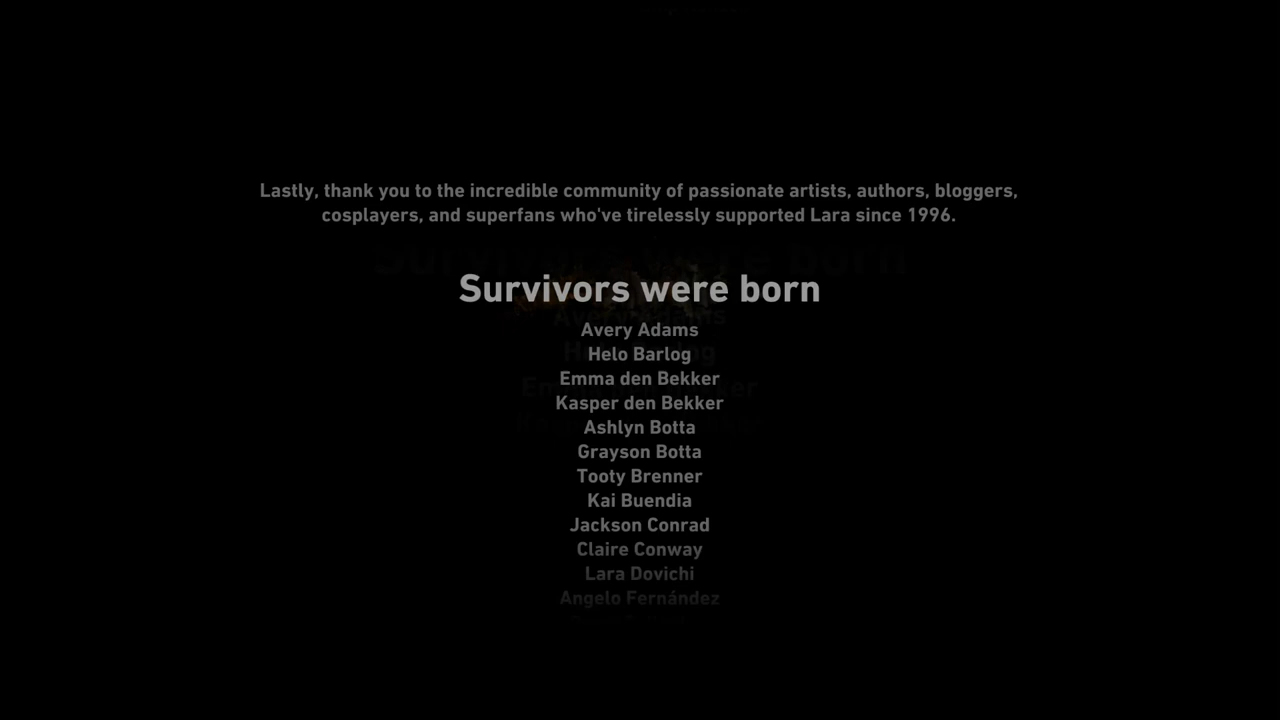 Lastly, thank you to the incredible community of passionate artists, authors, bloggers,
cosplayers, and superfans who've tirelessly supported Lara since 1996.
Survivors were born
Avery Adams
Helo Barlog
Emma den Bekker
Kasper den Bekker
Ashlyn Botta
Grayson Botta
Tooty Brenner
Kai Buendia
Jackson Conrad
Claire Conway
Lara Dovichi
Angelo Fernández